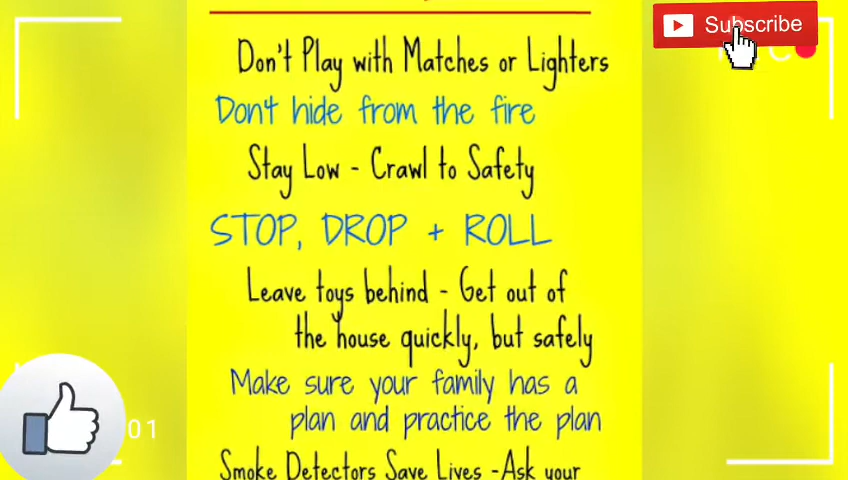 Subscribe
Don't Play with Matches or Lighters
Don't hide from the fire
Stay Low - Crawl to Safety
STOP, DROP + ROLL
Leave toys behind - Get out of
the house quickly, but safely
Make sure your family has a
plan and practice the plan
01
Smoke Detectors Save Lives -Ask your